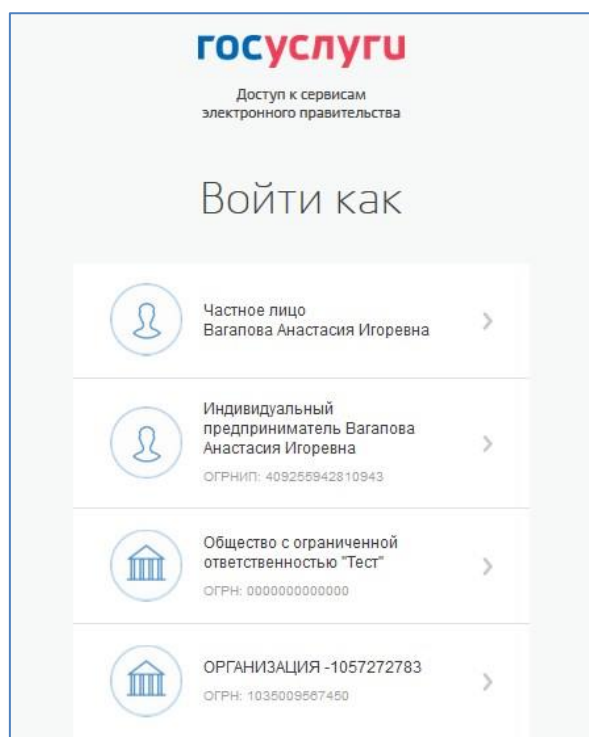 госуслуги
Доступ к сервисам
электронного правительства
Войти как
Частное лицо
Вагапова Анастасия Игоревна
Индивидуальный
предприниматель Вагапова
Анастасия Игоревна
ОГРНИП: 409255942810943
Общество с ограниченной
ответственностью "Тест"
ОГРН: 0000000000000
ОРГАНИЗАЦИЯ -1057272783
ОГРН: 1035009567450